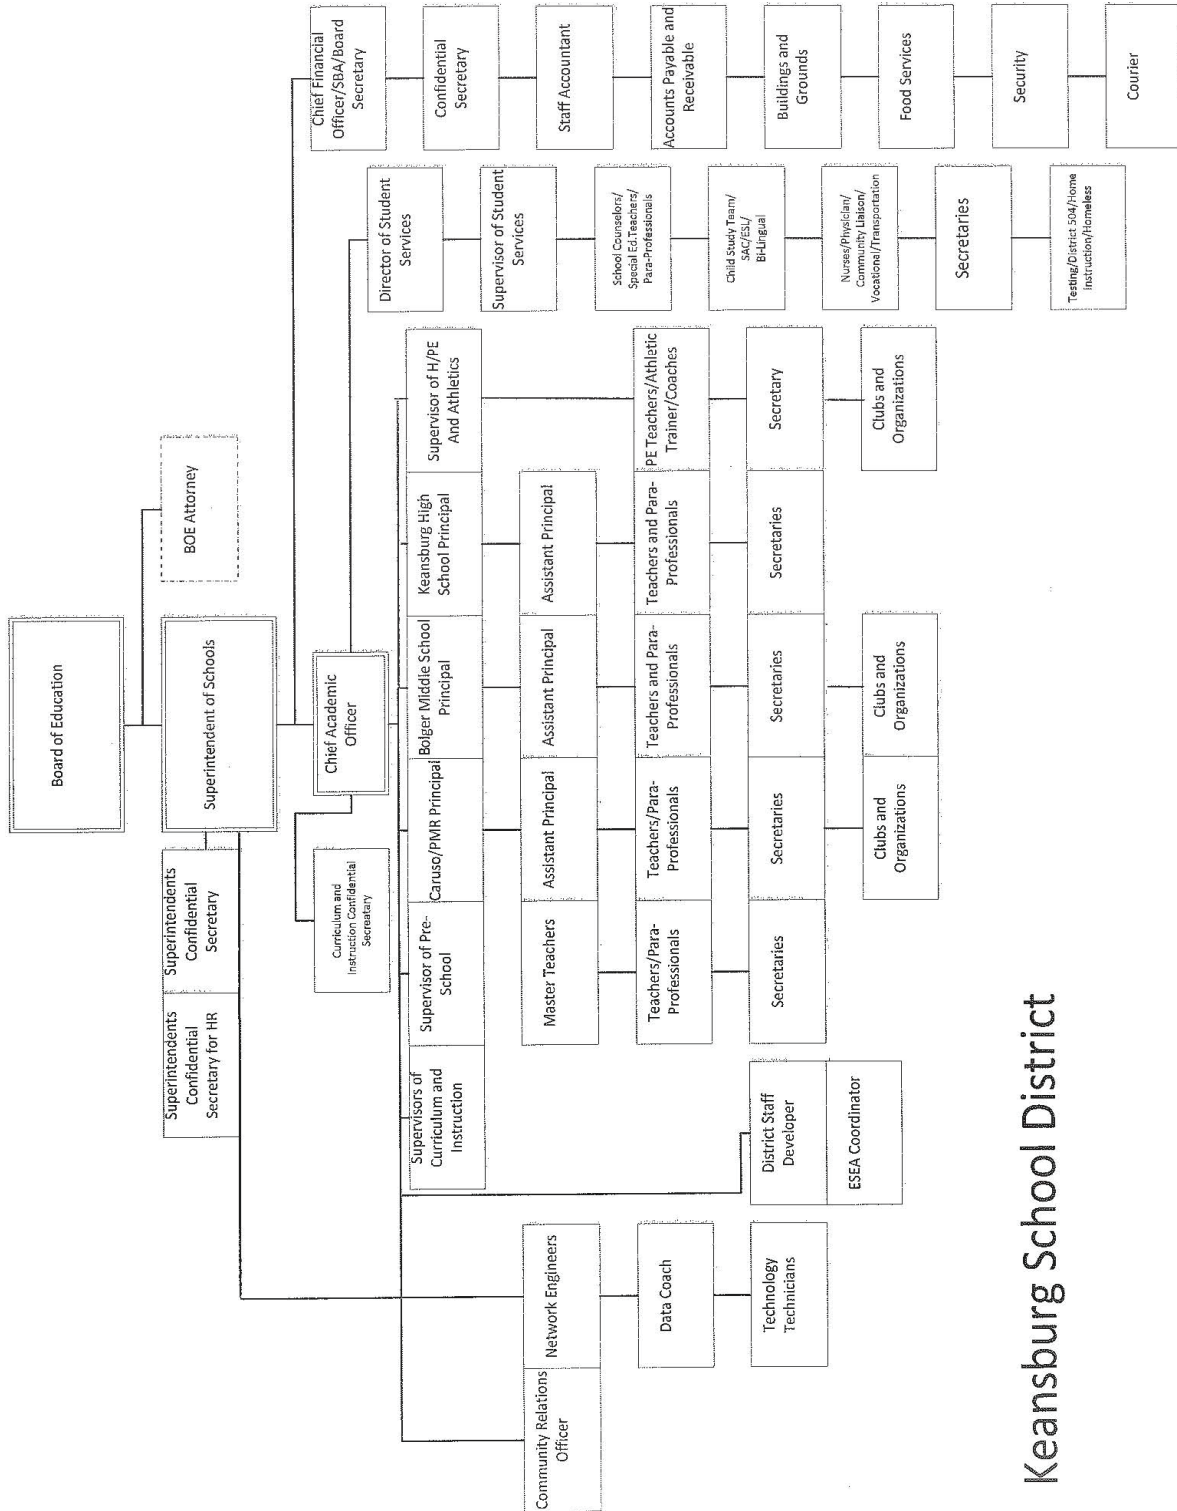 Board of Education
BOE Attorney
Superintendent of Schools
Superintendents
Confidential
Secretary for HR
Superintendents
Confidential
Secretary
Chief Academic
Officer
Curriculum and
Instruction Confidential
Secreatary
Chief Financial
Officer/SBA/Board
Secretary
Confidential
Secretary
Staff Accountant
Accounts Payable and
Receivable
Buildings and
Grounds
Food Services
Security
Courier
Director of Student
Services
Supervisor of Student
Services
School Counselors/
Special Ed.Teachers/
Para-Professionals
Child Study Team/
SAC/ESL/
Bi-Lingual
Nurses/Physician/
Community Liaison/
Vocational/Transportation
Secretaries
Testing/District 504/Home
Instruction/Homeless
Supervisors of
Curriculum and
Instruction
Supervisor of Pre-
School
Caruso/PMR Principal
Bolger Middle School
Principal
Keansburg High
School Principal
Supervisor of H/PE
And Athletics
Community Relations
Officer
Network Engineers
Master Teachers
Assistant Principal
Assistant Principal
Assistant Principal
Data Coach
Teachers/Para-
Professionals
Teachers/Para-
Professionals
Teachers and Para-
Professionals
Teachers and Para-
Professionals
PE Teachers/Athletic
Trainer/Coaches
Technology
Technicians
District Staff
Developer
Secretaries
Secretaries
Secretaries
Secretaries
Secretary
ESEA Coordinator
Clubs and
Organizations
Clubs and
Organizations
Clubs and
Organizations
Keansburg School District